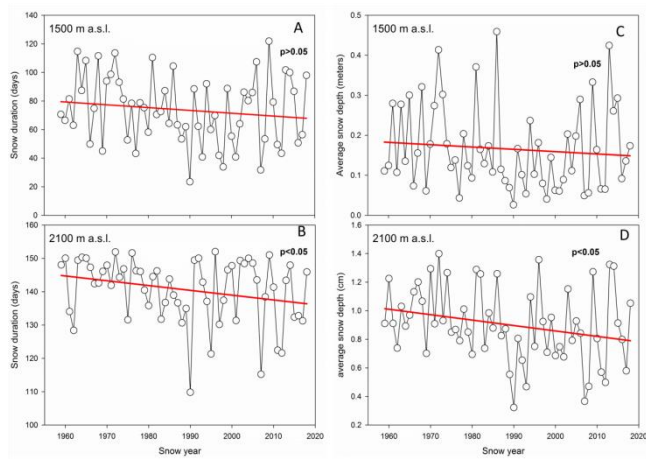 1500 m a.s.l.
A
p>0.05
Snow duration (days)
140
120
100
80
60
40
20
0
1500 m a.s.l.
C
p>0.05
Average snow depth (meters)
0.5
0.4
0.3
0.2
0.1
0.0
2100 m a.s.l.
B
p<0.05
Snow duration (days)
160
150
140
130
120
110
100
1960 1970 1980 1990 2000 2010 2020
Snow year
2100 m a.s.l.
D
p<0.05
average snow depth (cm)
1.6
1.4
1.2
1.0
0.8
0.6
0.4
0.2
0.0
1960 1970 1980 1990 2000 2010 2020
Snow year